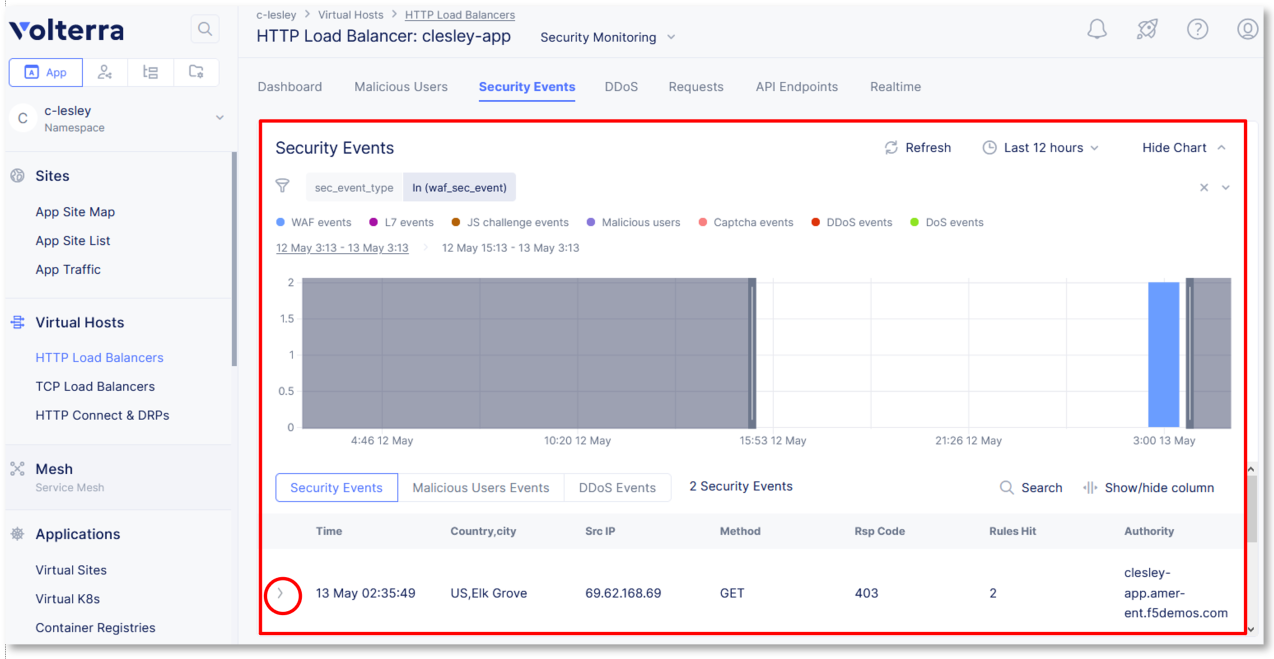 Volterra
App
C
c-lesley
Namespace
Sites
App Site Map
App Site List
App Traffic
Virtual Hosts
HTTP Load Balancers
TCP Load Balancers
HTTP Connect & DRPs
Mesh
Service Mesh
Applications
Virtual Sites
Virtual K8s
Container Registries
c-lesley > Virtual Hosts > HTTP Load Balancers
HTTP Load Balancer: clesley-app Security Monitoring
Dashboard Malicious Users Security Events DDoS Requests API Endpoints Realtime
Security Events Refresh Last 12 hours Hide Chart
sec_event_type In (waf_sec_event)
WAF events L7 events JS challenge events Malicious users Captcha events DDoS events DoS events
12 May 3:13 - 13 May 3:13 > 12 May 15:13 - 13 May 3:13
2
1.5
1
0.5
0
4:46 12 May 10:20 12 May 15:53 12 May 21:26 12 May 3:00 13 May
Security Events Malicious Users Events DDoS Events 2 Security Events Search Show/hide column
Time Country,city Src IP Method Rsp Code Rules Hit Authority
13 May 02:35:49 US,Elk Grove 69.62.168.69 GET 403 2 clesley-
app.amer-
ent.f5demos.com